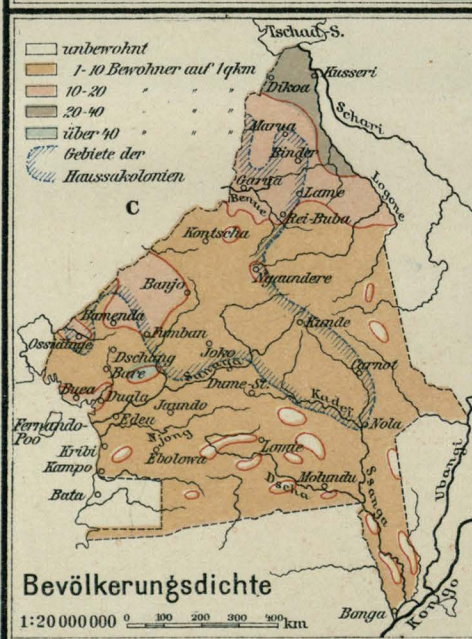 Tschad-S.
unbewohnt
1-10 Bewohner auf 1qkm
10-20 " " "
20-40 " " "
über 40 " " "
Gebiete der
Haussakolonien
C
Dikoa
Kusseri
Schari
Marua
Binder
Logone
Garua
Lame
Benue
Rei-Buba
Kontscha
Ngaundere
Banjo
Bamenda
Kunde
Ossidinge
Fumban
Dschang
Joko
Carnot
Bare
Sanaga
Buea
Dume-St.
Duala
Jaundo
Kadei
Fernando-
Poo
Edea
Nola
Njong
Kribi
Lomie
Ebolowa
Kampo
Molundu
Dscha
Ssanga
Ubangi
Bata
Bevölkerungsdichte
Bonga
Kongo
1:20 000 000 0 100 200 300 400 km